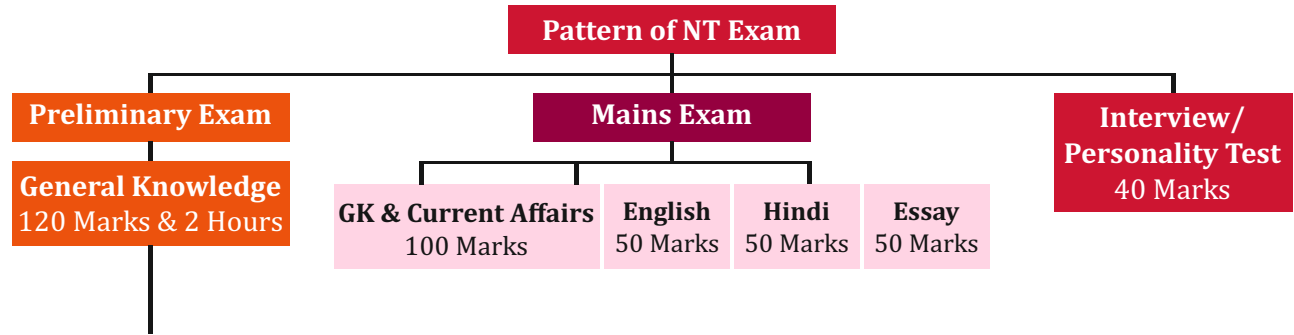 Pattern of NT Exam
Preliminary Exam
General Knowledge
120 Marks & 2 Hours
Mains Exam
GK & Current Affairs
100 Marks
English
50 Marks
Hindi
50 Marks
Essay
50 Marks
Interview/
Personality Test
40 Marks